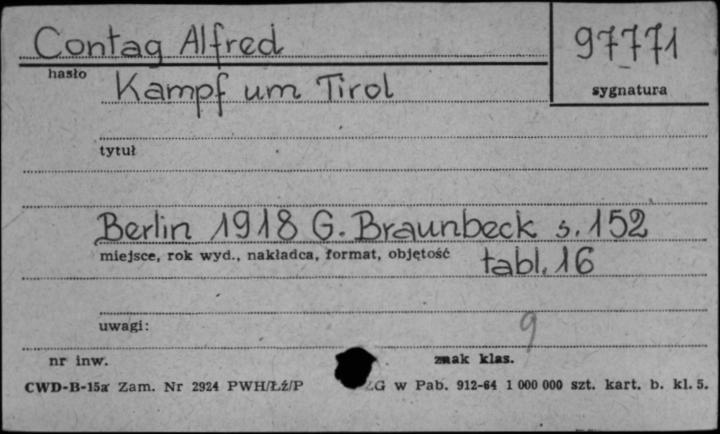 Contag Alfred
97771
hasło
Kampf um Tirol
sygnatura
tytuł
Berlin 1918 G. Braunbeck s. 152
miejsce, rok wyd., nakładca, format, objętość
tabl. 16
uwagi:
9
nr inw.
znak klas.
CWD-B-15a Zam. Nr 2924 PWH/Łź/P ZG w Pab. 912-64 1 000 000 szt. kart. b. kl. 5.